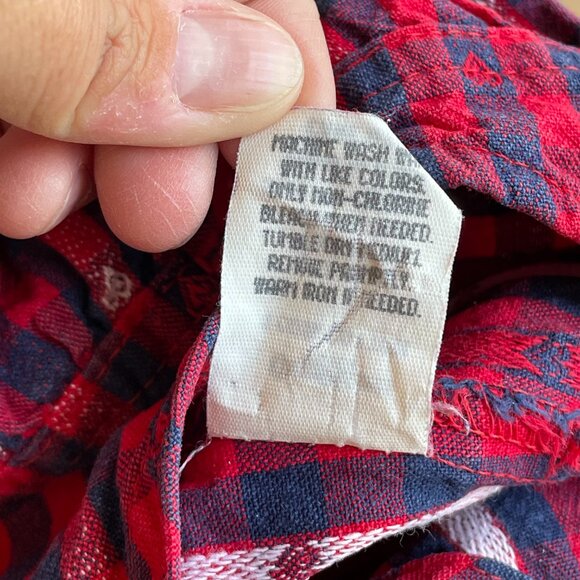 MACHINE WASH
WITH LIKE COLORS.
ONLY NON-CHLORINE
BLEACH WHEN NEEDED.
TUMBLE DRY MEDIUM.
REMOVE PROMPTLY.
WARM IRON IF NEEDED.